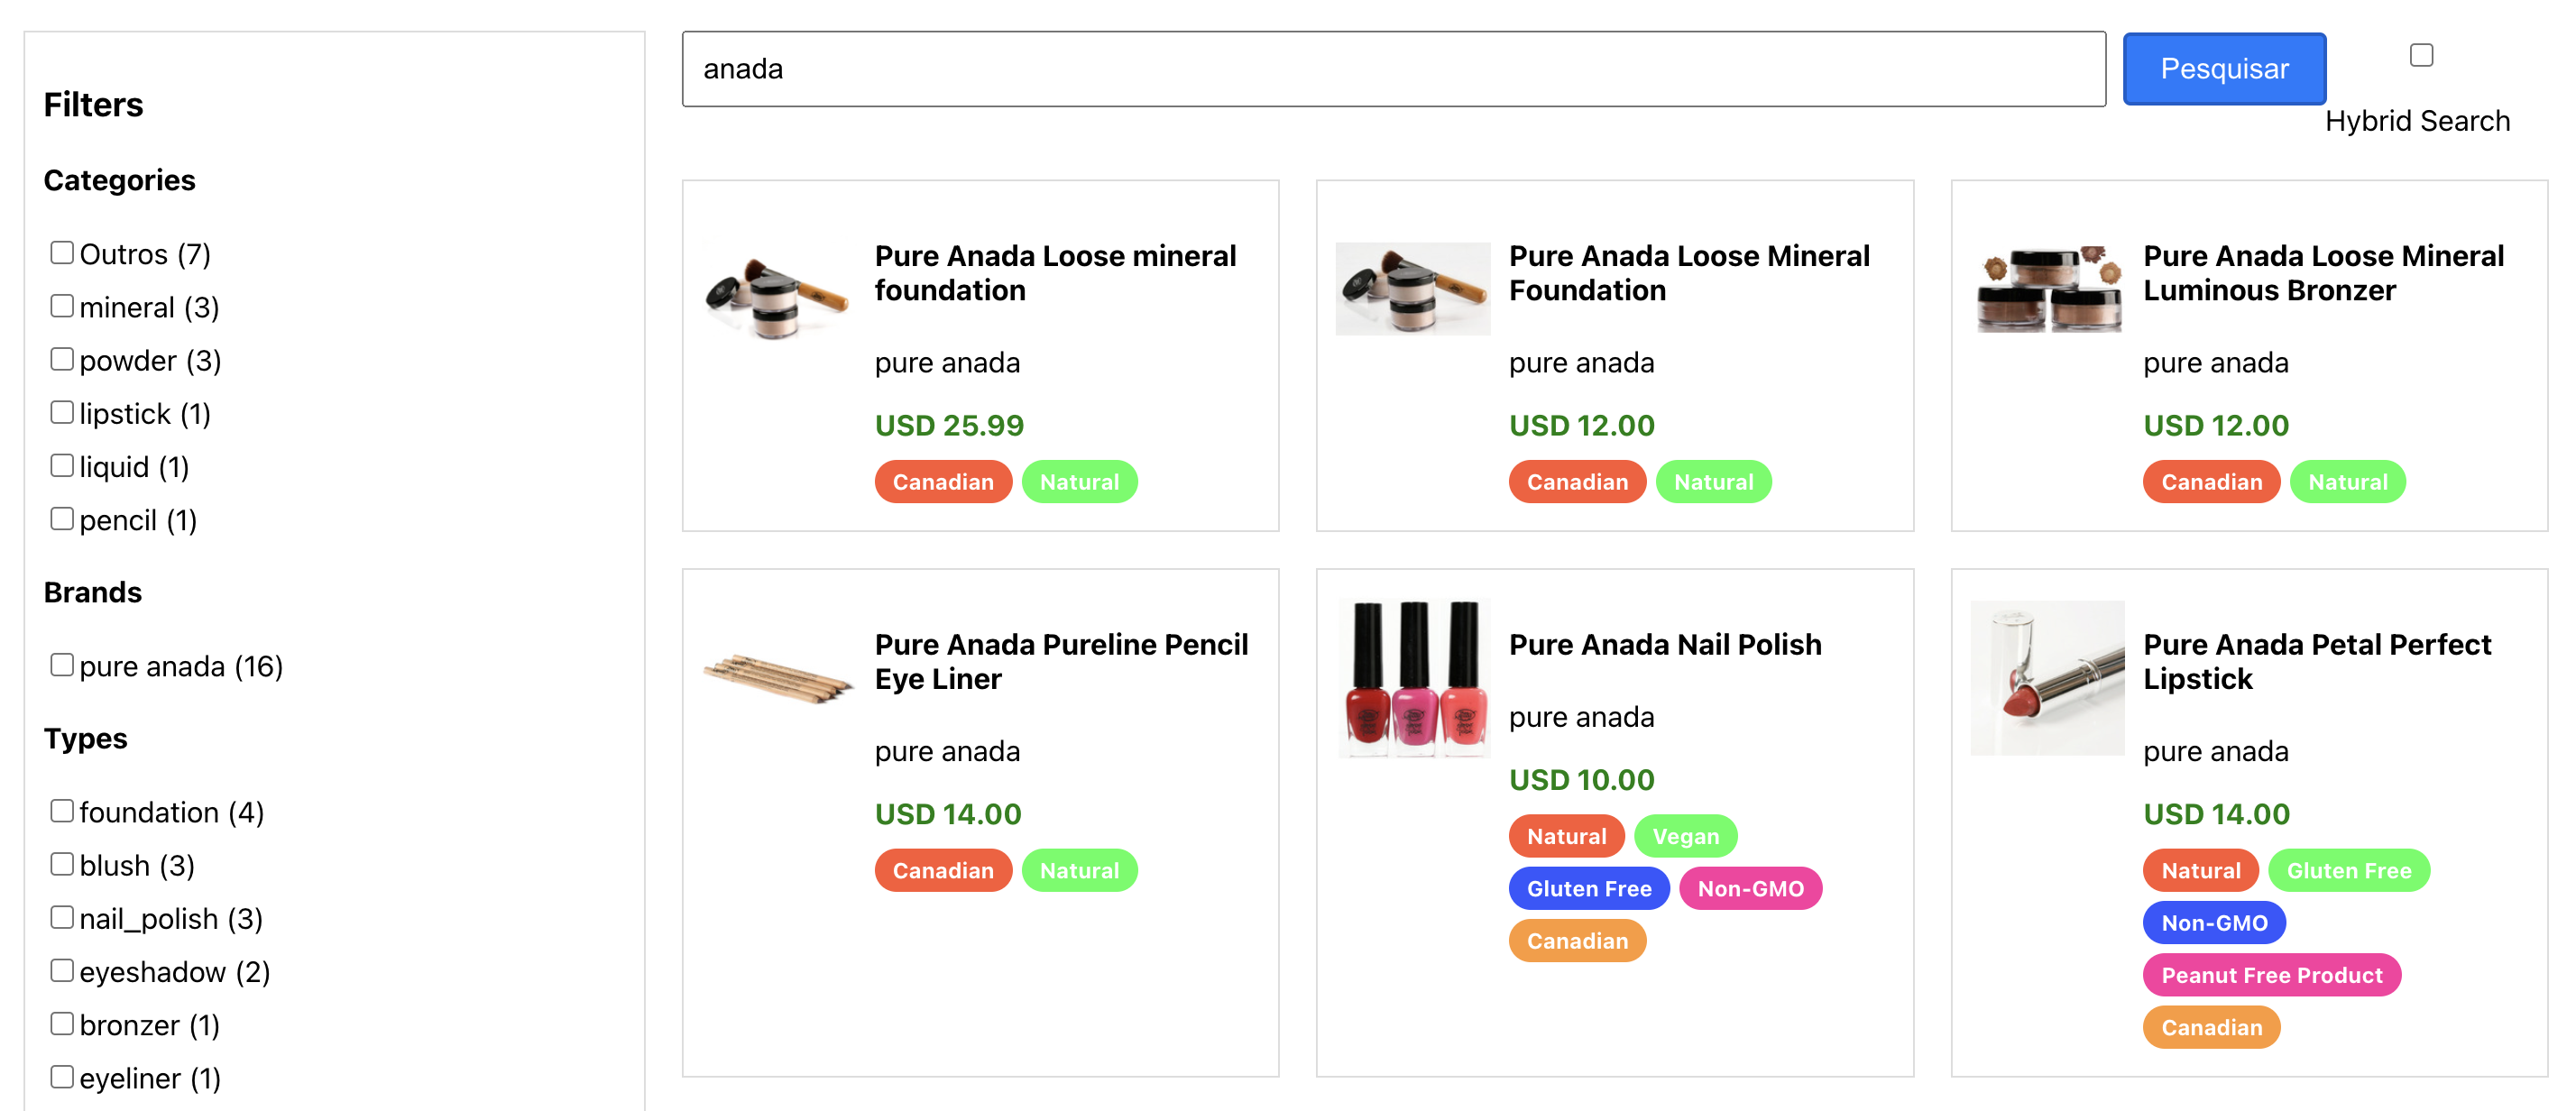 Filters
Categories
Outros (7)
mineral (3)
powder (3)
lipstick (1)
liquid (1)
pencil (1)
Brands
pure anada (16)
Types
foundation (4)
blush (3)
nail_polish (3)
eyeshadow (2)
bronzer (1)
eyeliner (1)
anada
Pesquisar
Hybrid Search
Pure Anada Loose mineral
foundation
pure anada
USD 25.99
Canadian Natural
Pure Anada Loose Mineral
Foundation
pure anada
USD 12.00
Canadian Natural
Pure Anada Loose Mineral
Luminous Bronzer
pure anada
USD 12.00
Canadian Natural
Pure Anada Pureline Pencil
Eye Liner
pure anada
USD 14.00
Canadian Natural
Pure Anada Nail Polish
pure anada
USD 10.00
Natural Vegan
Gluten Free Non-GMO
Canadian
Pure Anada Petal Perfect
Lipstick
pure anada
USD 14.00
Natural Gluten Free
Non-GMO
Peanut Free Product
Canadian